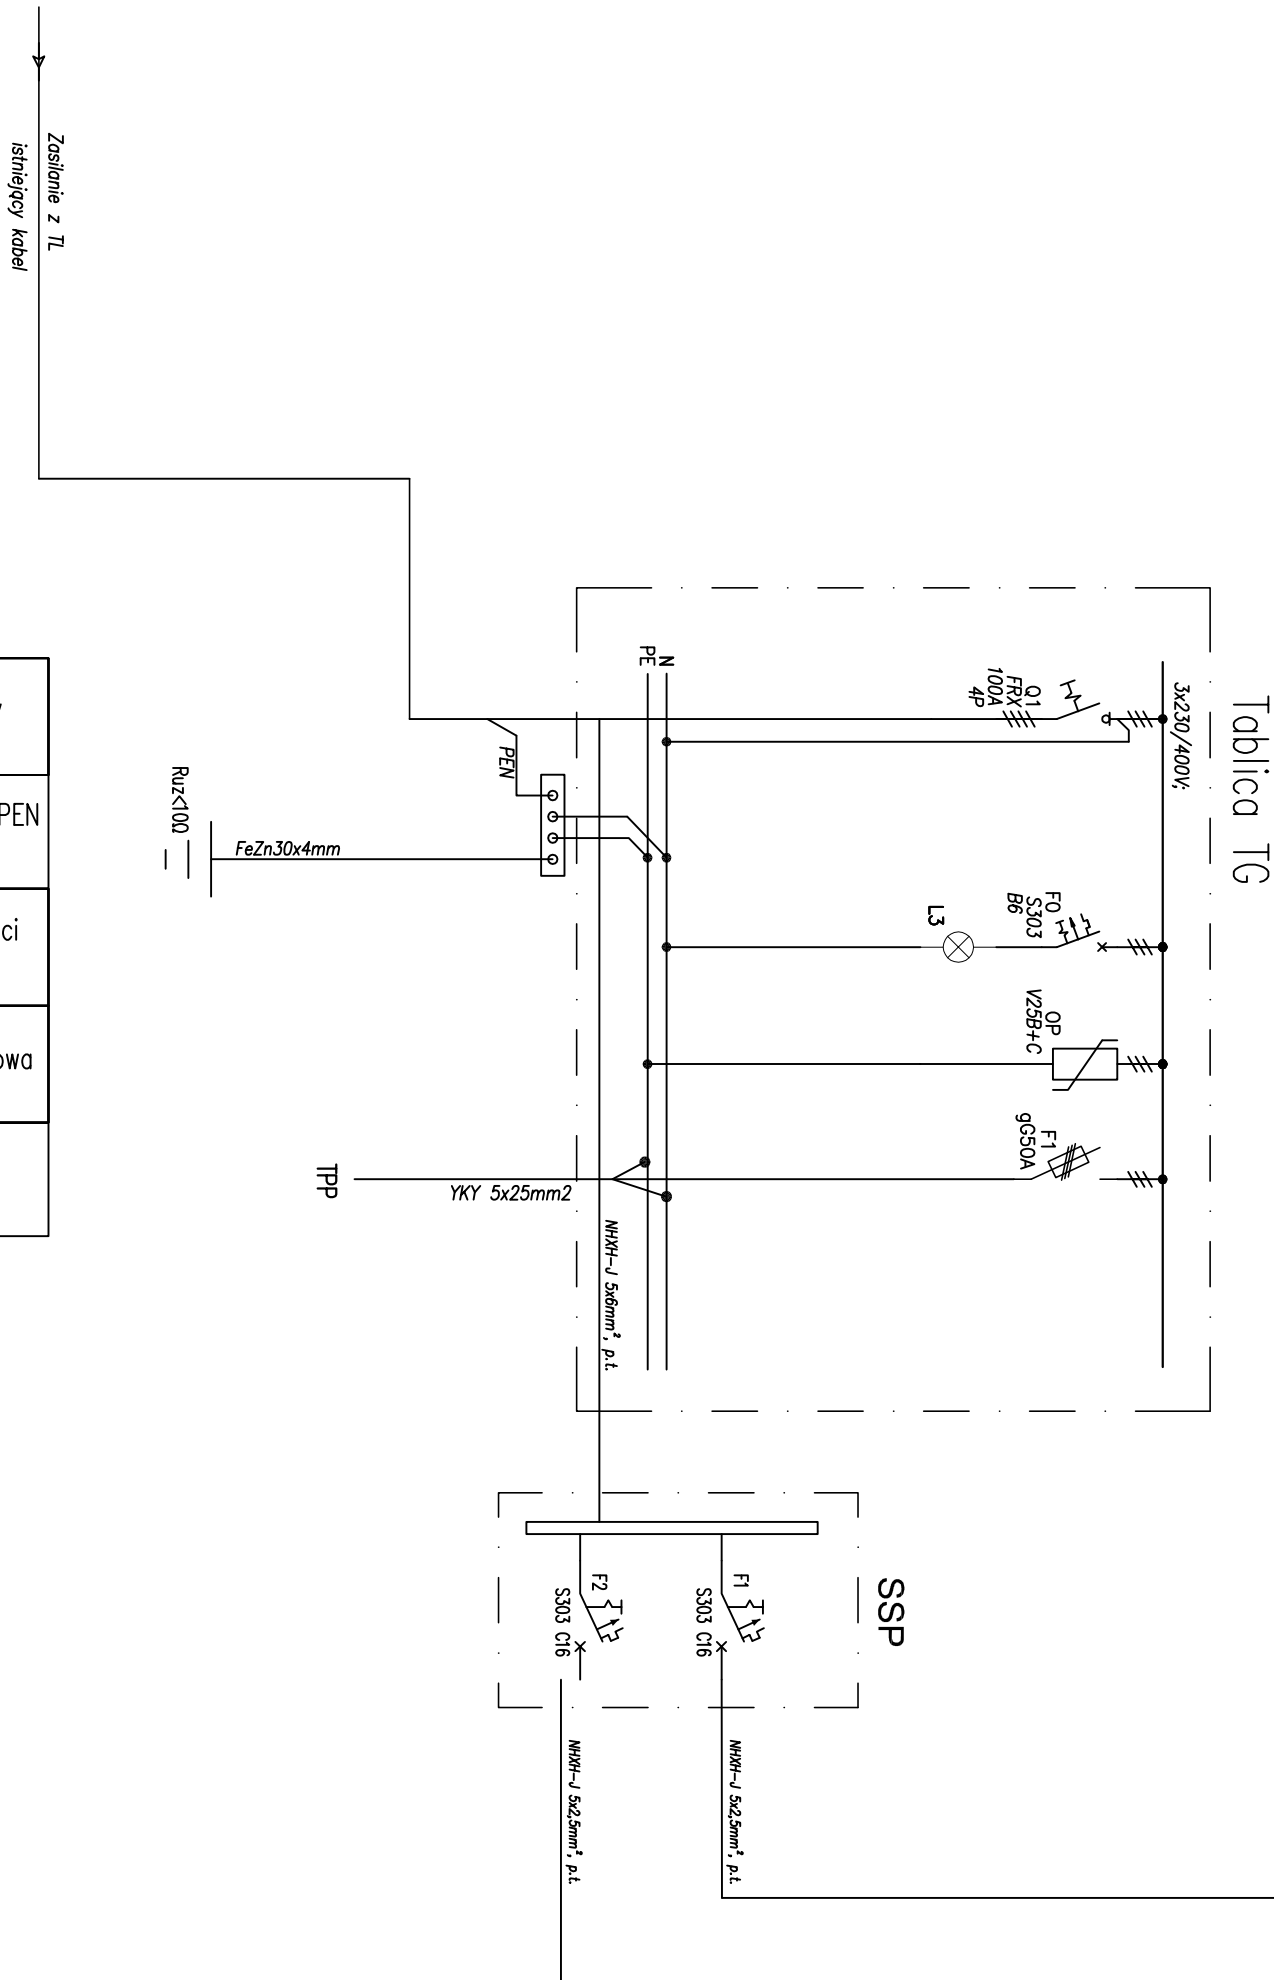 Tablica TG
3x230/400V;
Q1
FRX
100A
4P
F0
S303
B6
L3
OP
V25B+C
F1
gG50A
N
PE
PEN
FeZn30x4mm
Ruz<10Ω
YKY 5x25mm2
TPP
NHXH-J 5x6mm², p.t.
Zasilanie z TL
istniejący kabel
SSP
F1
S303 C16
F2
S303 C16
NHXH-J 5x2,5mm², p.t.
NHXH-J 5x2,5mm², p.t.
PEN
ci
owa